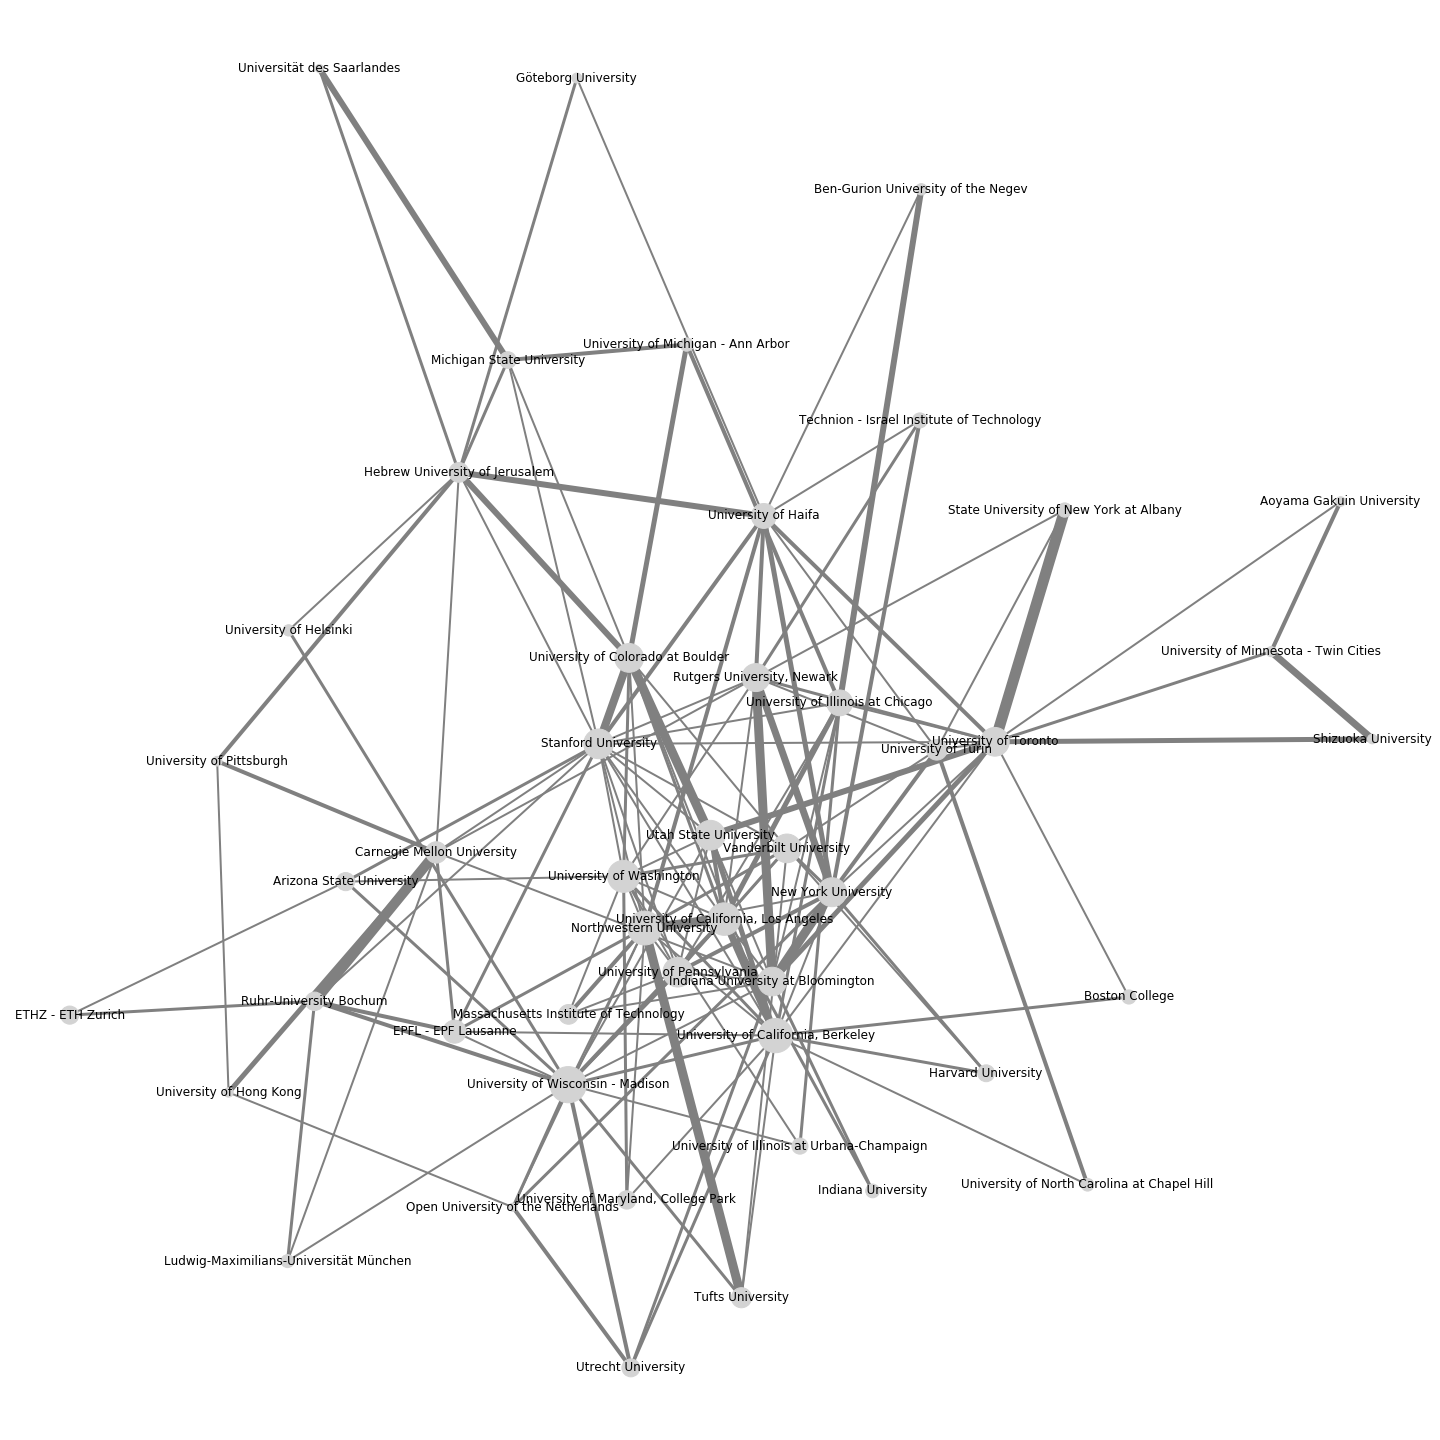 Universität des Saarlandes
Göteborg University
Ben-Gurion University of the Negev
University of Michigan - Ann Arbor
Michigan State University
Technion - Israel Institute of Technology
Hebrew University of Jerusalem
Aoyama Gakuin University
State University of New York at Albany
University of Haifa
University of Helsinki
University of Minnesota - Twin Cities
University of Colorado at Boulder
Rutgers University, Newark
University of Illinois at Chicago
Shizuoka University
University of Toronto
Stanford University
University of Turin
University of Pittsburgh
Utah State University
Vanderbilt University
Carnegie Mellon University
University of Washington
Arizona State University
New York University
University of California, Los Angeles
Northwestern University
University of Pennsylvania
Indiana University at Bloomington
Boston College
Ruhr-University Bochum
Massachusetts Institute of Technology
ETHZ - ETH Zurich
EPFL - EPF Lausanne
University of California, Berkeley
Harvard University
University of Wisconsin - Madison
University of Hong Kong
University of Illinois at Urbana-Champaign
University of North Carolina at Chapel Hill
Indiana University
University of Maryland, College Park
Open University of the Netherlands
Ludwig-Maximilians-Universität München
Tufts University
Utrecht University